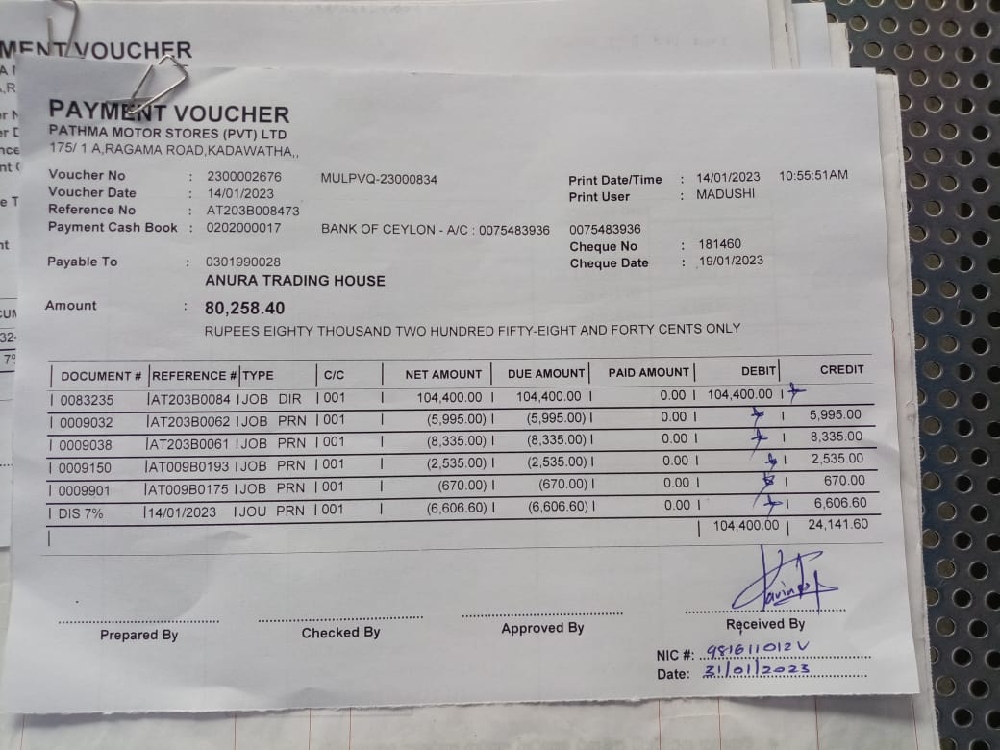 MENT VOUCHER
PAYMENT VOUCHER
PATHMA MOTOR STORES (PVT) LTD
175/ 1 A,RAGAMA ROAD,KADAWATHA,,
Voucher No : 2300002676 MULPVQ-23000834 Print Date/Time : 14/01/2023 10:55:51AM
Voucher Date : 14/01/2023 Print User : MADUSHI
Reference No : AT203B008473
Payment Cash Book : 0202000017 BANK OF CEYLON - A/C : 0075483936 0075483936
Cheque No : 181460
Payable To : 0301990028 Cheque Date : 19/01/2023
ANURA TRADING HOUSE
Amount : 80,258.40
RUPEES EIGHTY THOUSAND TWO HUNDRED FIFTY-EIGHT AND FORTY CENTS ONLY
DOCUMENT # REFERENCE # TYPE C/C NET AMOUNT DUE AMOUNT PAID AMOUNT DEBIT CREDIT
0083235 AT203B0084 JOB DIR 001 104,400.00 104,400.00 0.00 104,400.00
0009032 AT203B0062 JOB PRN 001 (5,995.00) (5,995.00) 0.00 5,995.00
0009038 AT203B0061 JOB PRN 001 (8,335.00) (8,335.00) 0.00 8,335.00
0009150 AT009B0193 JOB PRN 001 (2,535.00) (2,535.00) 0.00 2,535.00
0009901 AT009B0175 JOB PRN 001 (670.00) (670.00) 0.00 670.00
DIS 7% 14/01/2023 JOU PRN 001 (6,606.60) (6,606.60) 0.00 6,606.60
104,400.00 24,141.60
Prepared By Checked By Approved By Received By
NIC #: 981611012V
Date: 21/01/2023